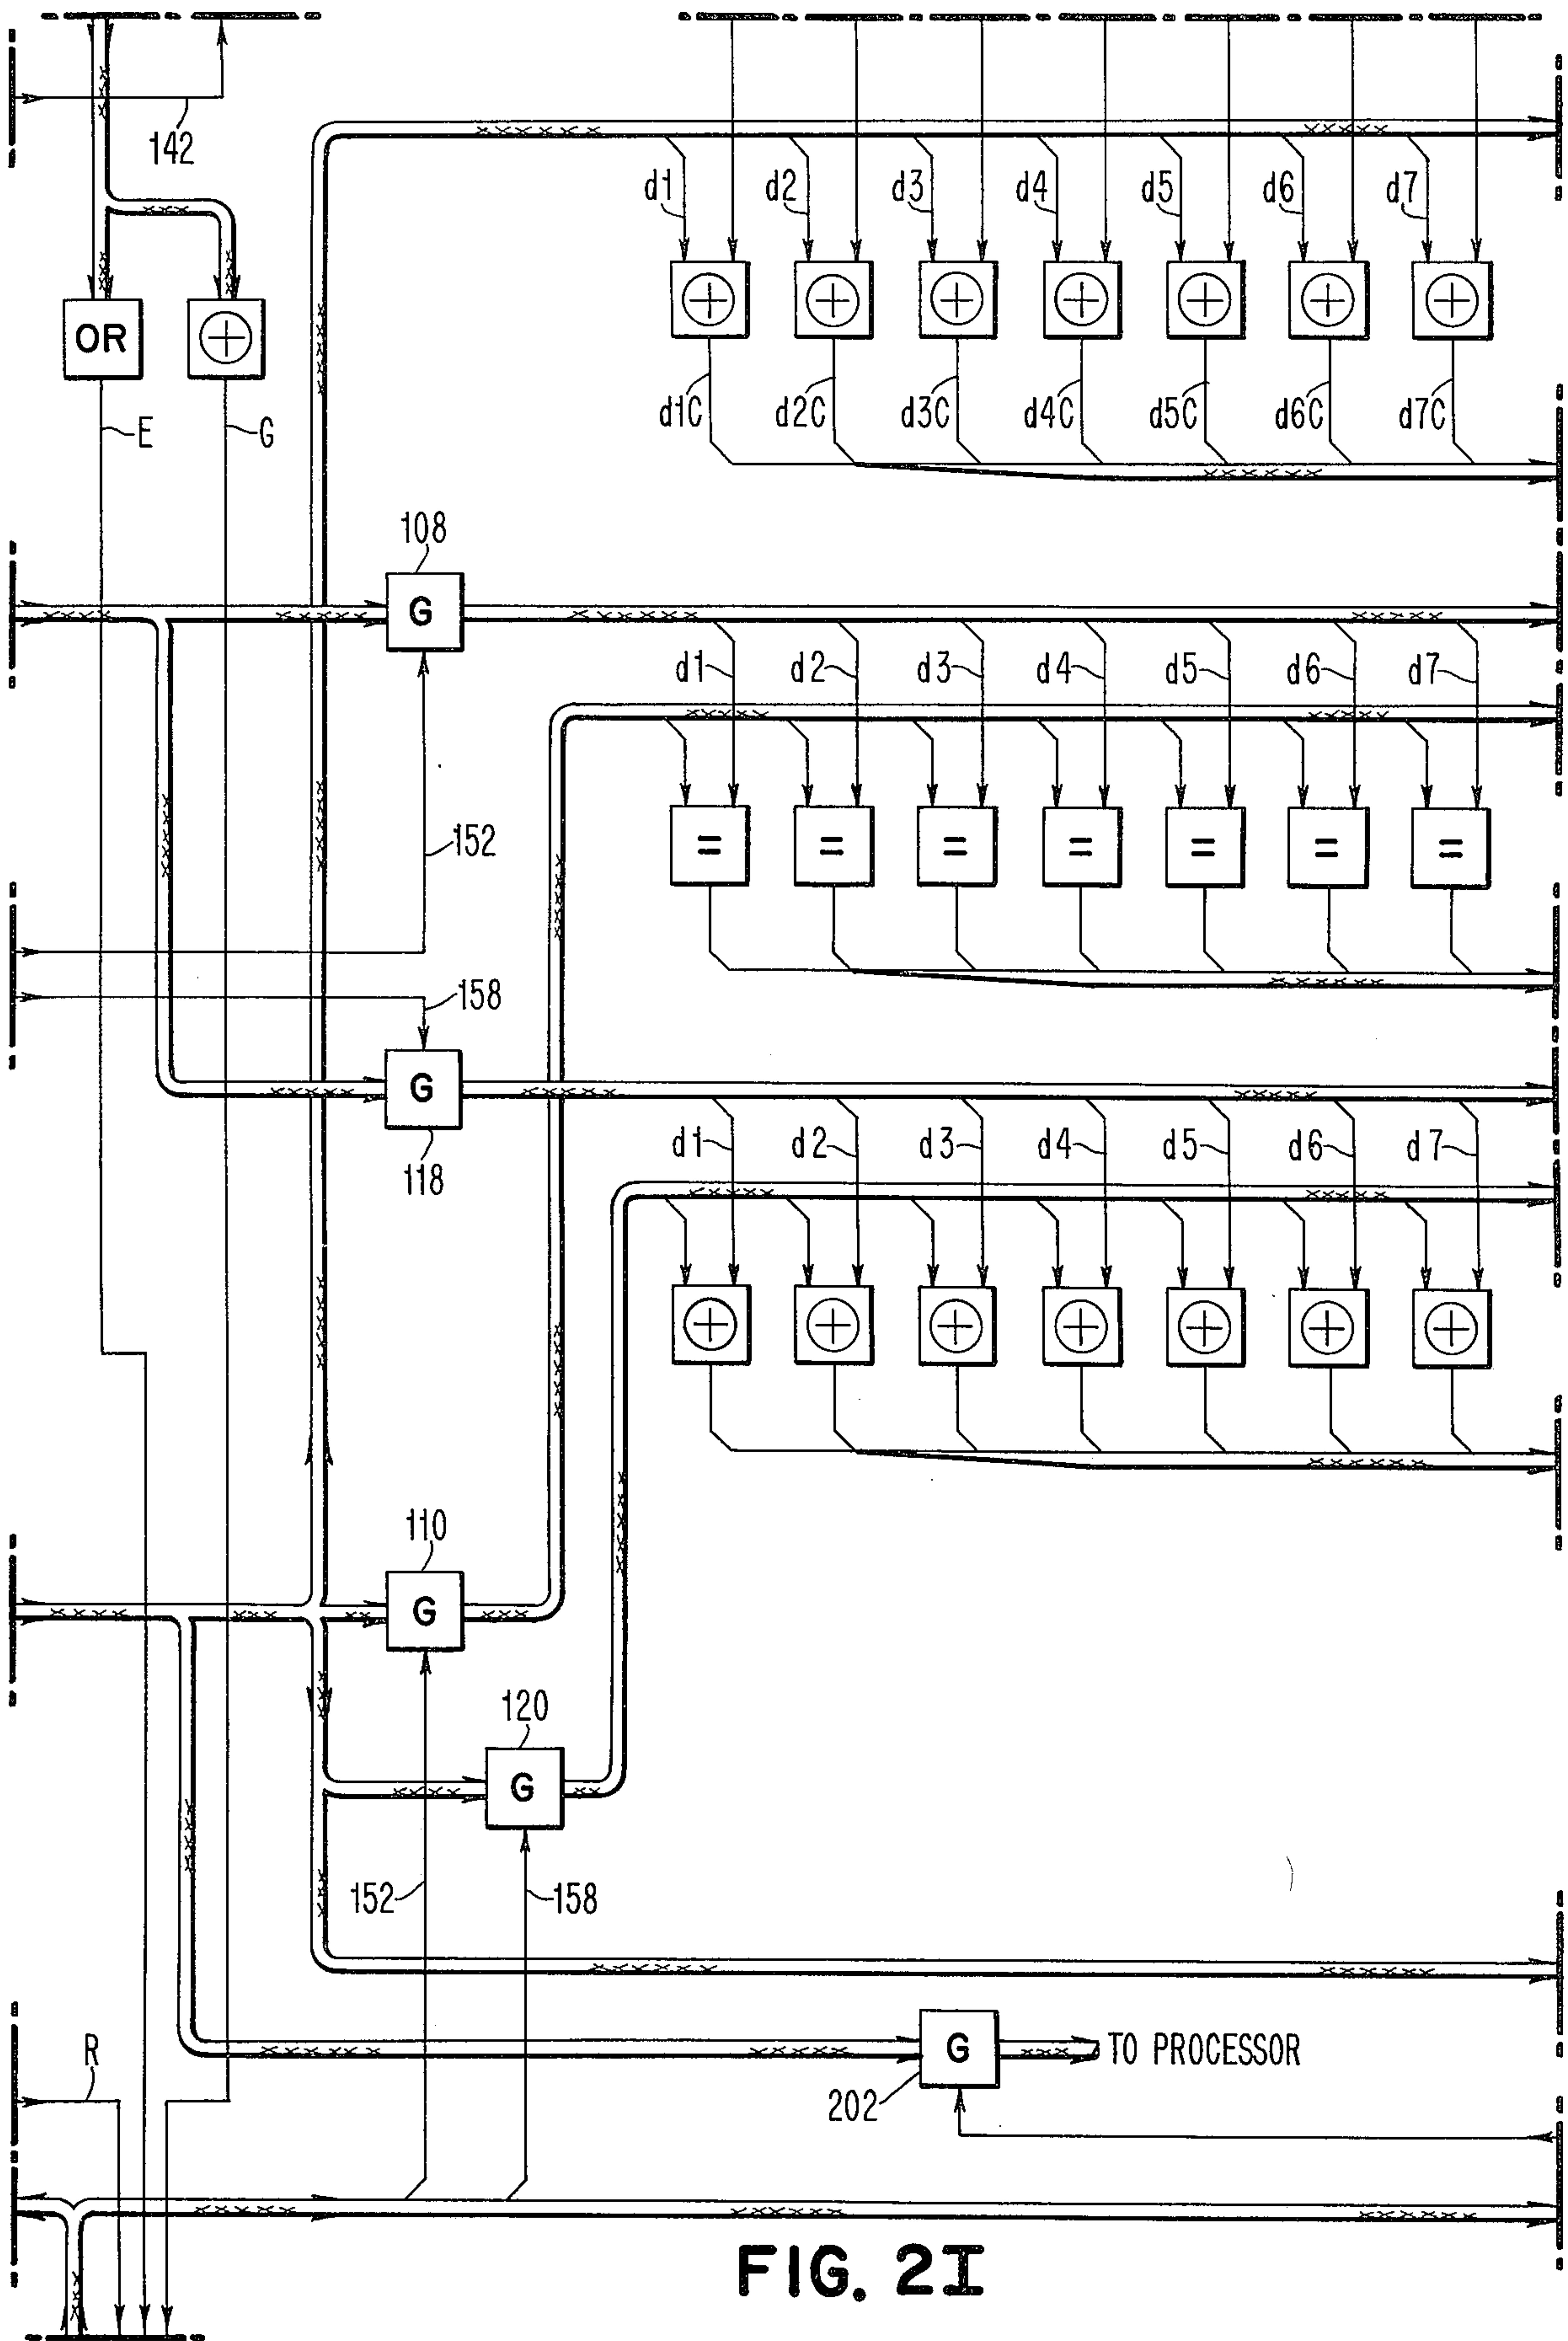 142
d1 d2 d3 d4 d5 d6 d7
OR
E G
d1C d2C d3C d4C d5C d6C d7C
108
G
d1 d2 d3 d4 d5 d6 d7
152
= = = = = = =
158
G
118
d1 d2 d3 d4 d5 d6 d7
110
G
120
G
152 158
R
G TO PROCESSOR
202
FIG. 2I